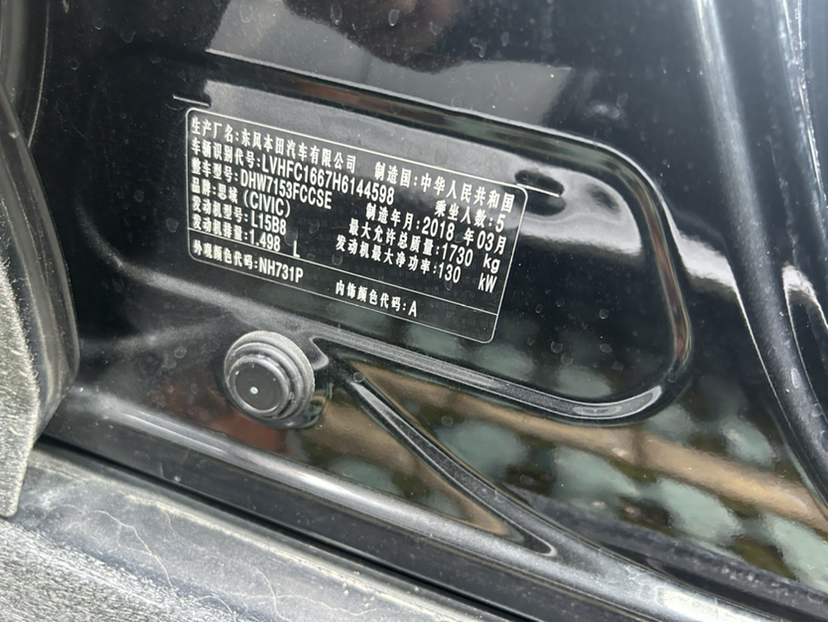 生产厂名:东风本田汽车有限公司 制造国:中华人民共和国
车辆识别代号:LVHFC1667H6144598 乘坐人数:5
整车型号:DHW7153FCCSE 制造年月:2018 年03月
品牌:思域(CIVIC) 最大允许总质量:1730 kg
发动机型号:L15B8 发动机最大净功率:130 kW
发动机排量:1.498 L
外观颜色代码:NH731P 内饰颜色代码:A